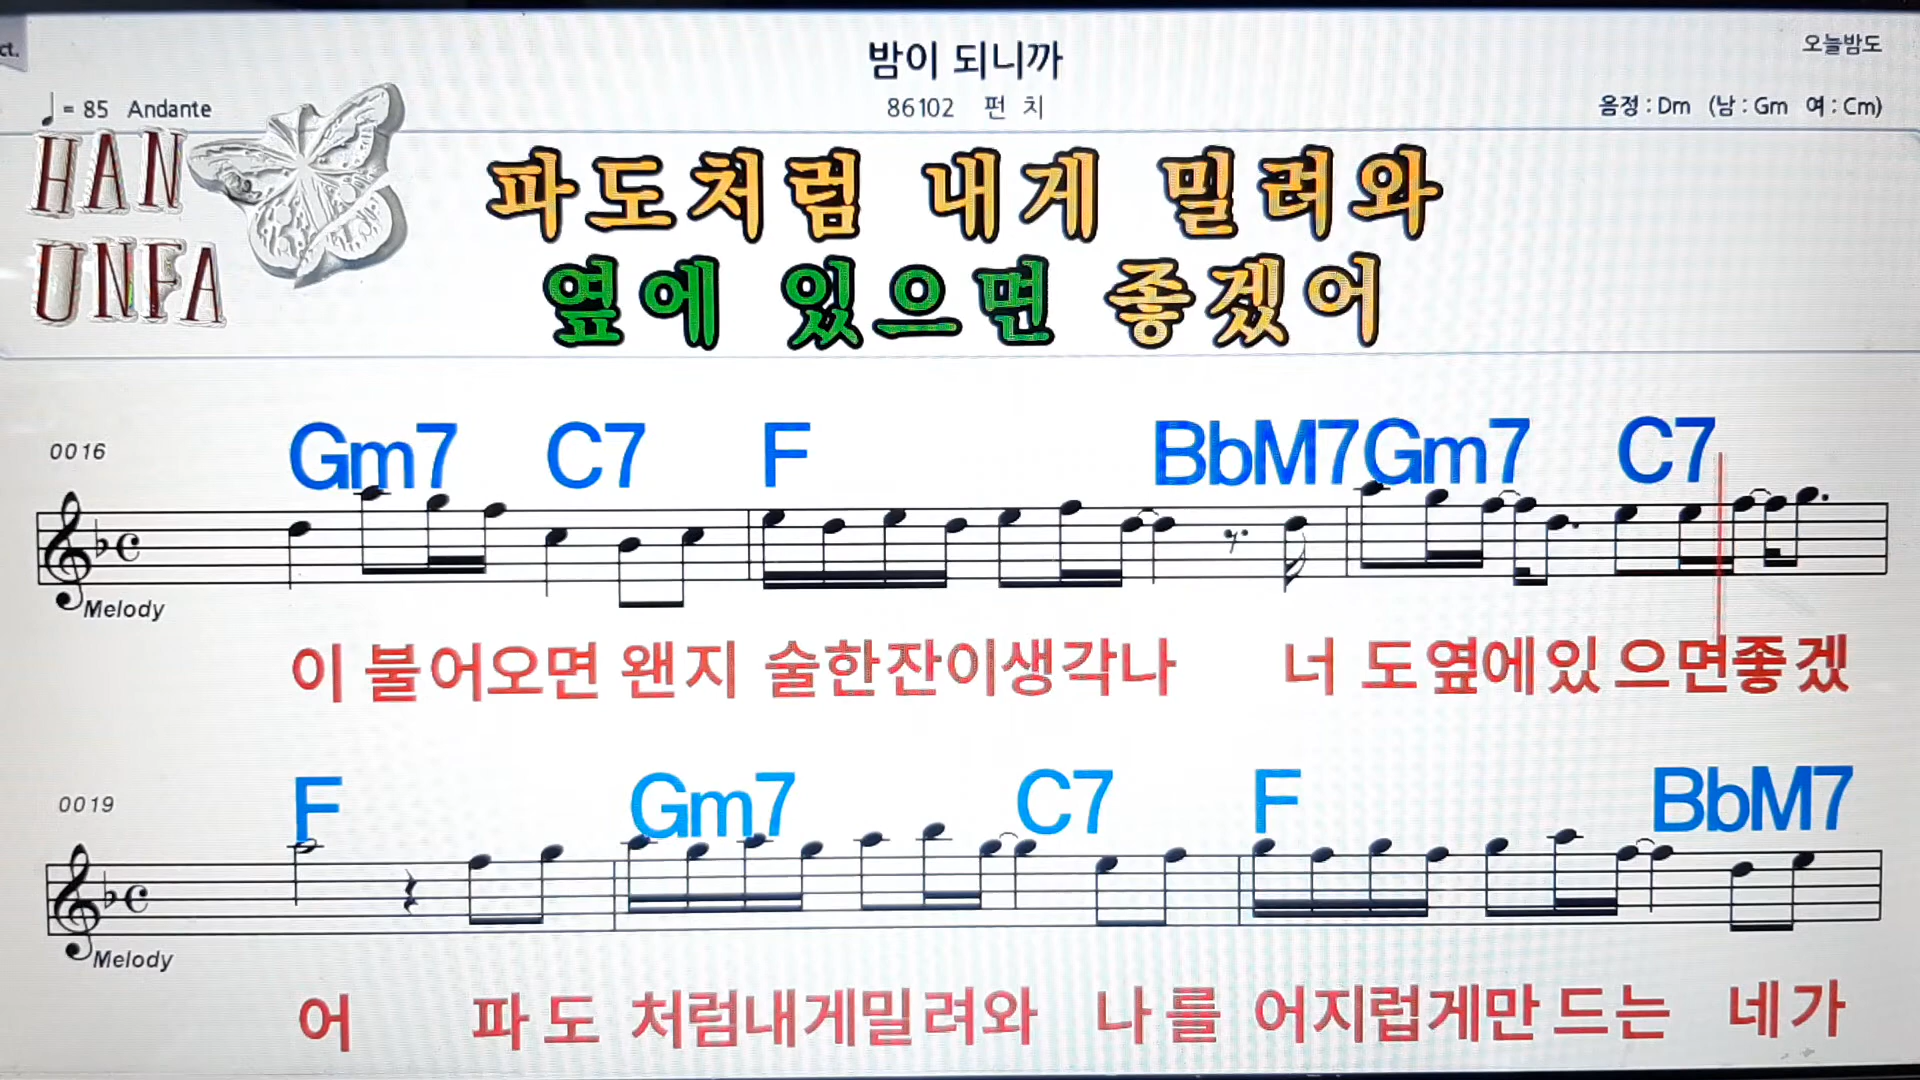 ct.
밤이 되니까
오늘밤도
= 85 Andante
86102 펀 치
음정 : Dm (남 : Gm 여 : Cm)
HAN
UNFA
파도처럼 내게 밀려와
옆에 있으면 좋겠어
0016
Gm7 C7 F BbM7 Gm7 C7
Melody
이 불어오면 왠지 술한잔이생각나 너 도옆에있 으면좋겠
0019
F Gm7 C7 F BbM7
Melody
어 파 도 처럼내게밀려와 나를 어지럽게만드는 네가